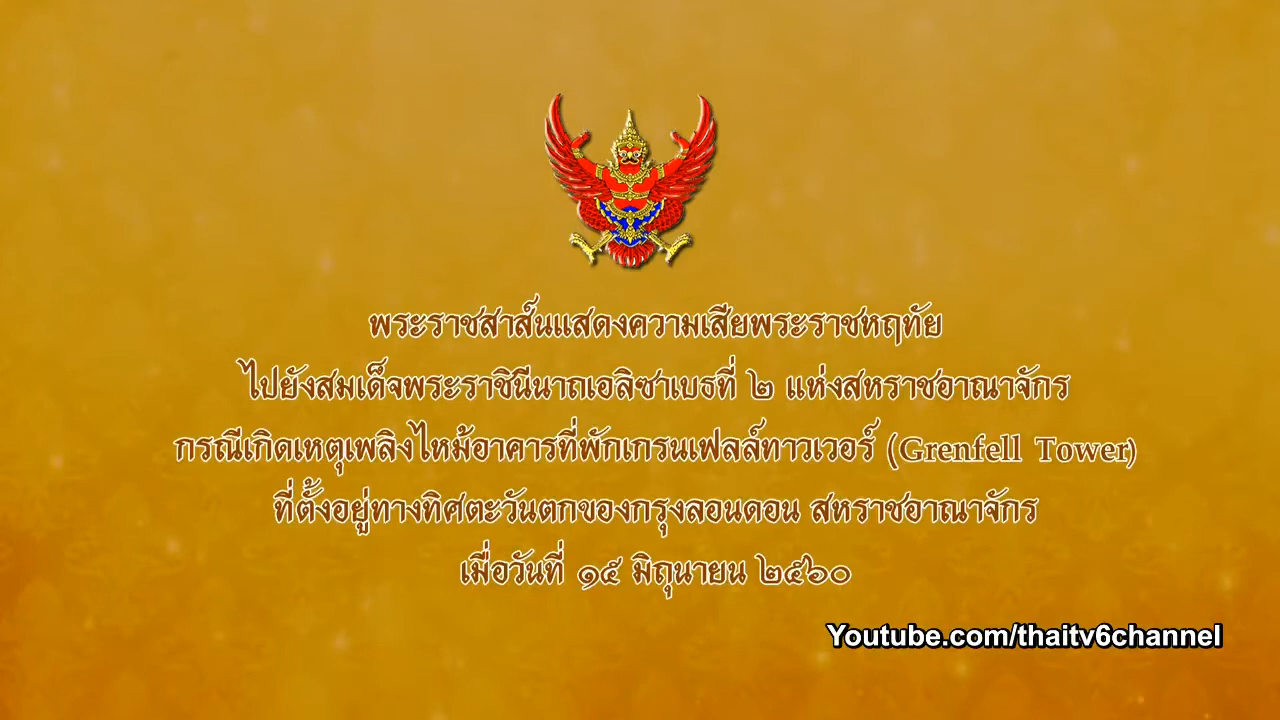 พระราชสาส์นแสดงความเสียพระราชหฤทัย
ไปยังสมเด็จพระราชินีนาถเอลิซาเบธที่ ๒ แห่งสหราชอาณาจักร
กรณีเกิดเหตุเพลิงไหม้อาคารที่พักเกรนเฟลล์ทาวเวอร์ (Grenfell Tower)
ที่ตั้งอยู่ทางทิศตะวันตกของกรุงลอนดอน สหราชอาณาจักร
เมื่อวันที่ ๑๕ มิถุนายน ๒๕๖๐
Youtube.com/thaitv6channel